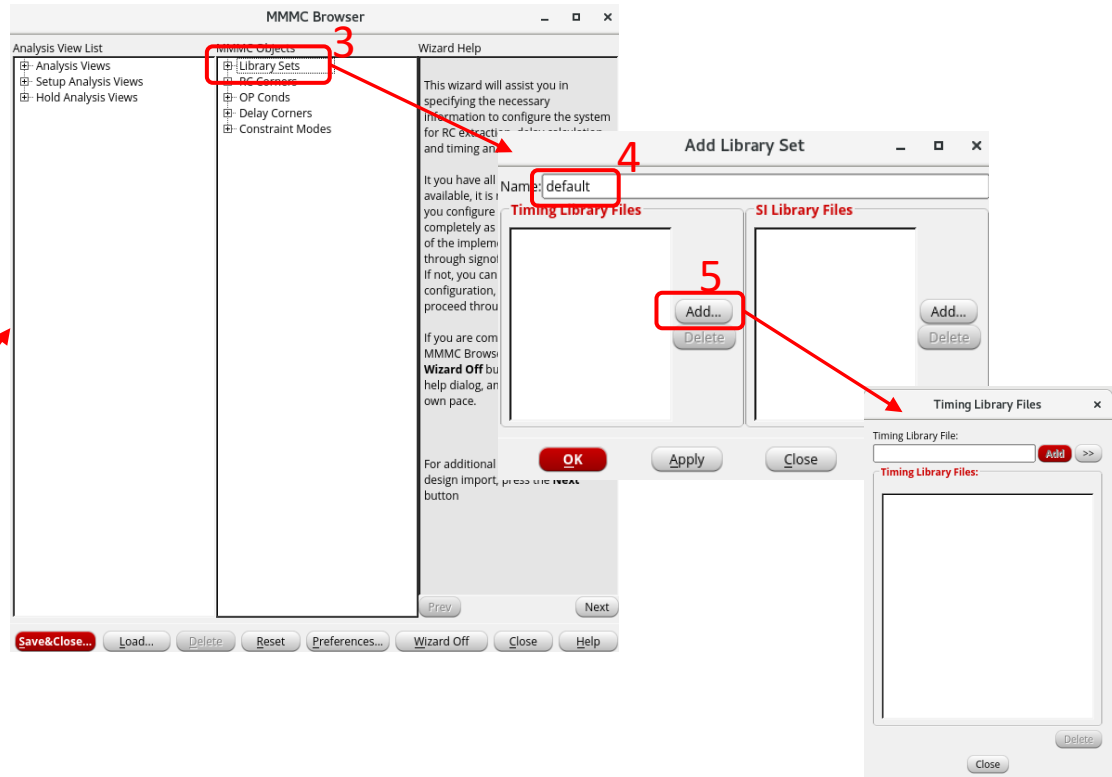 MMMC Browser
Analysis View List
Analysis Views
Setup Analysis Views
Hold Analysis Views
MMMC Objects
3
Library Sets
RC Corners
OP Conds
Delay Corners
Constraint Modes
Wizard Help
This wizard will assist you in
specifying the necessary
information to configure the system
for RC extraction, delay calculation
and timing an
It you have all
available, it is
you configure
completely as
of the implem
through signof
If not, you can
configuration,
proceed throu
If you are com
MMMC Brows
Wizard Off bu
help dialog, an
own pace.
For additional
design import, press the Next
button
Prev
Next
Save&Close...
Load...
Delete
Reset
Preferences...
Wizard Off
Close
Help
Add Library Set
4
Name: default
Timing Library Files
SI Library Files
5
Add...
Delete
Add...
Delete
OK
Apply
Close
Timing Library Files
Timing Library File:
Add >>
Timing Library Files:
Delete
Close